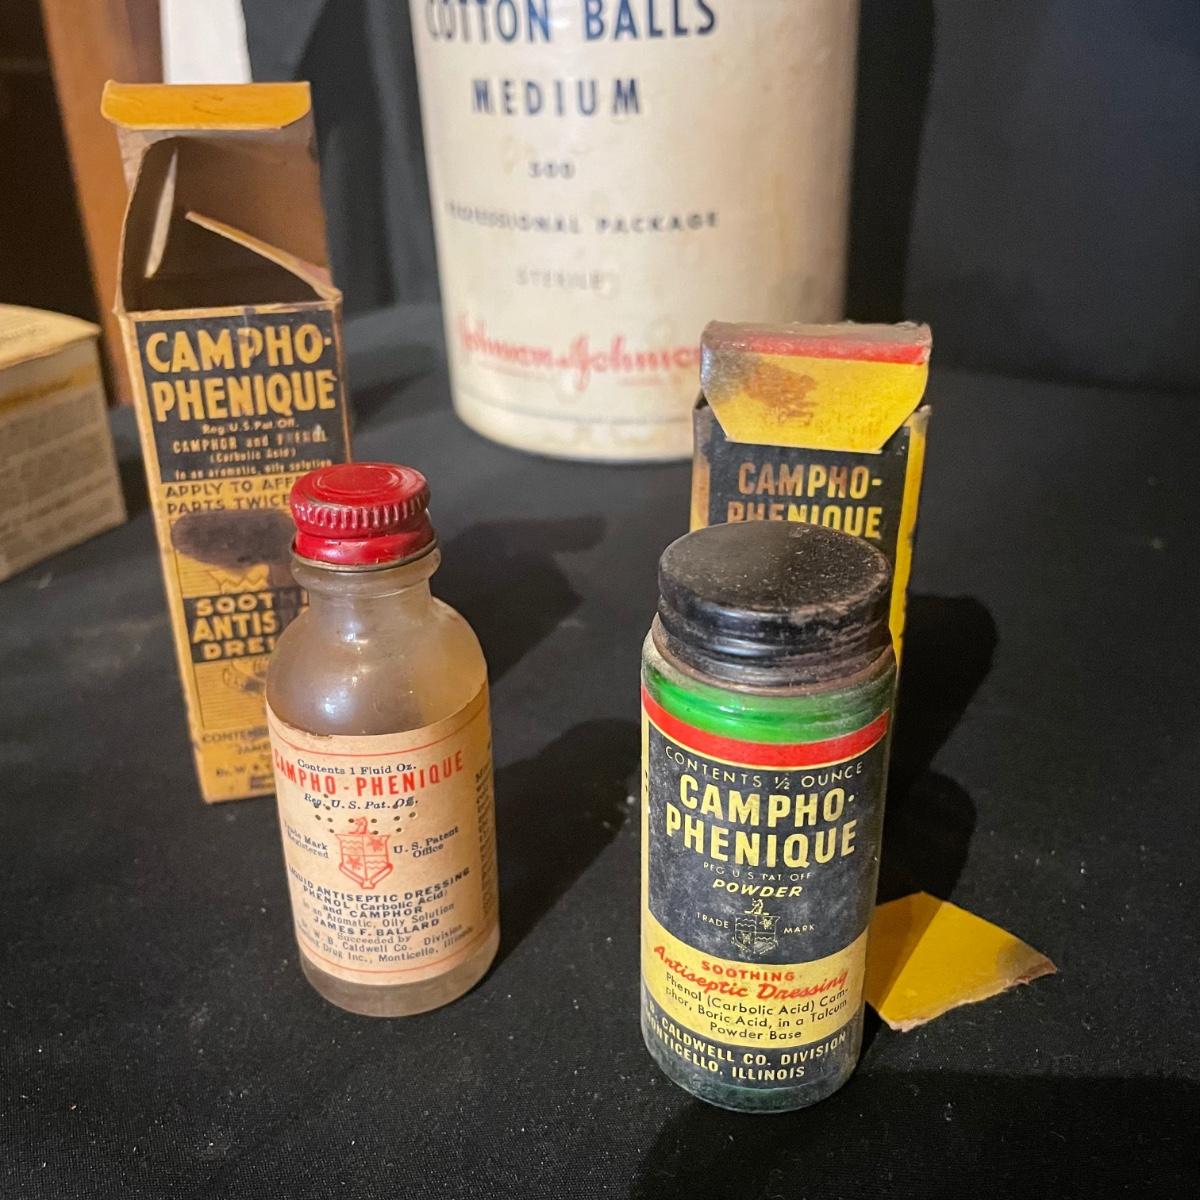 COTTON BALLS
MEDIUM
300
PROFESSIONAL PACKAGE
STERILE
Johnson & Johnson
CAMPHO-
PHENIQUE
Reg. U.S. Pat. Off.
CAMPHOR and PHENOL
(Carbolic Acid)
In an aromatic, oily solution
APPLY TO
PARTS TWICE
Contents 1 Fluid Oz.
CAMPHO-PHENIQUE
Reg. U.S. Pat. Off.
Trade Mark
Registered
U.S. Patent
Office
LIQUID ANTISEPTIC DRESSING
PHENOL (Carbolic Acid)
and CAMPHOR
in an Aromatic, Oily Solution
JAMES F. BALLARD
Succeeded by
W. B. Caldwell Co. Division
Drug Inc., Monticello, Illinois
CAMPHO-
PHENIQUE
CONTENTS ½ OUNCE
CAMPHO-
PHENIQUE
REG U S PAT OFF
POWDER
TRADE MARK
SOOTHING
Antiseptic Dressing
Phenol (Carbolic Acid) Cam-
phor, Boric Acid, in a Talcum
Powder Base
CALDWELL CO. DIVISION
MONTICELLO, ILLINOIS